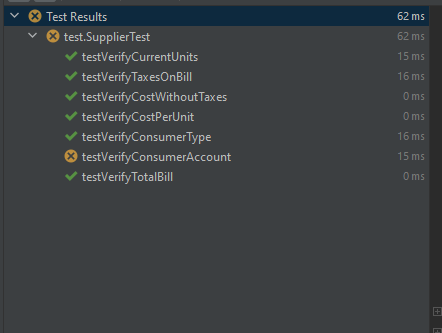 Test Results 62 ms
test.SupplierTest 62 ms
testVerifyCurrentUnits 15 ms
testVerifyTaxesOnBill 16 ms
testVerifyCostWithoutTaxes 0 ms
testVerifyCostPerUnit 0 ms
testVerifyConsumerType 16 ms
testVerifyConsumerAccount 15 ms
testVerifyTotalBill 0 ms